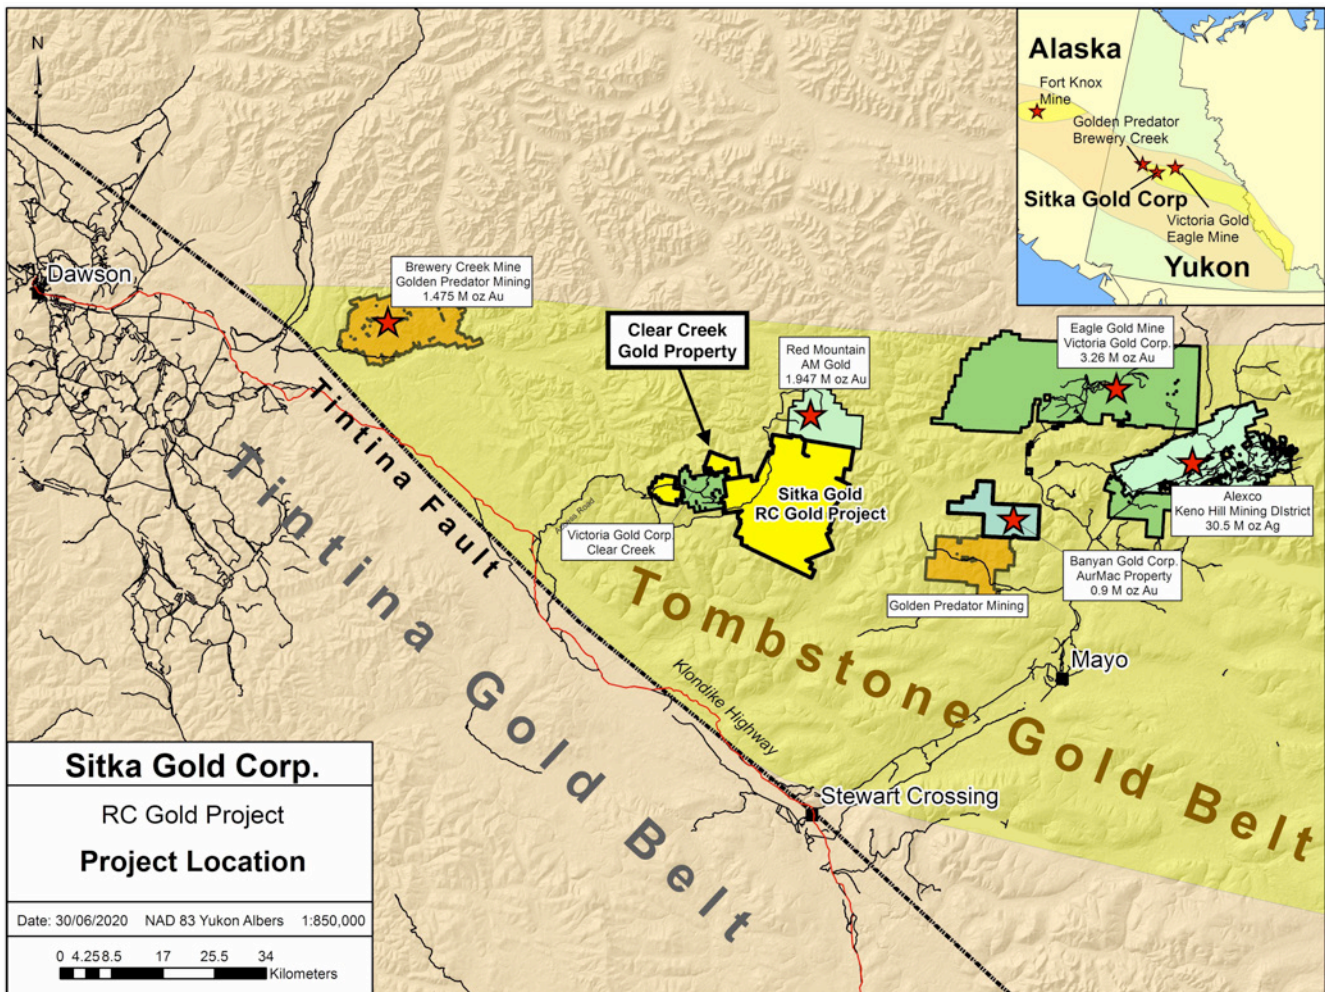 N
Alaska
Fort Knox
Mine
Golden Predator
Brewery Creek
Sitka Gold Corp
Victoria Gold
Eagle Mine
Yukon
Dawson
Brewery Creek Mine
Golden Predator Mining
1.475 M oz Au
Clear Creek
Gold Property
Red Mountain
AM Gold
1.947 M oz Au
Eagle Gold Mine
Victoria Gold Corp.
3.26 M oz Au
Tintina Fault
Sitka Gold
RC Gold Project
Victoria Gold Corp.
Clear Creek
Alexco
Keno Hill Mining DIstrict
30.5 M oz Ag
Banyan Gold Corp.
AurMac Property
0.9 M oz Au
Golden Predator Mining
Tintina Gold Belt
Tombstone Gold Belt
Mayo
Klondike Highway
Stewart Crossing
Sitka Gold Corp.
RC Gold Project
Project Location
Date: 30/06/2020 NAD 83 Yukon Albers 1:850,000
0 4.25 8.5 17 25.5 34
Kilometers